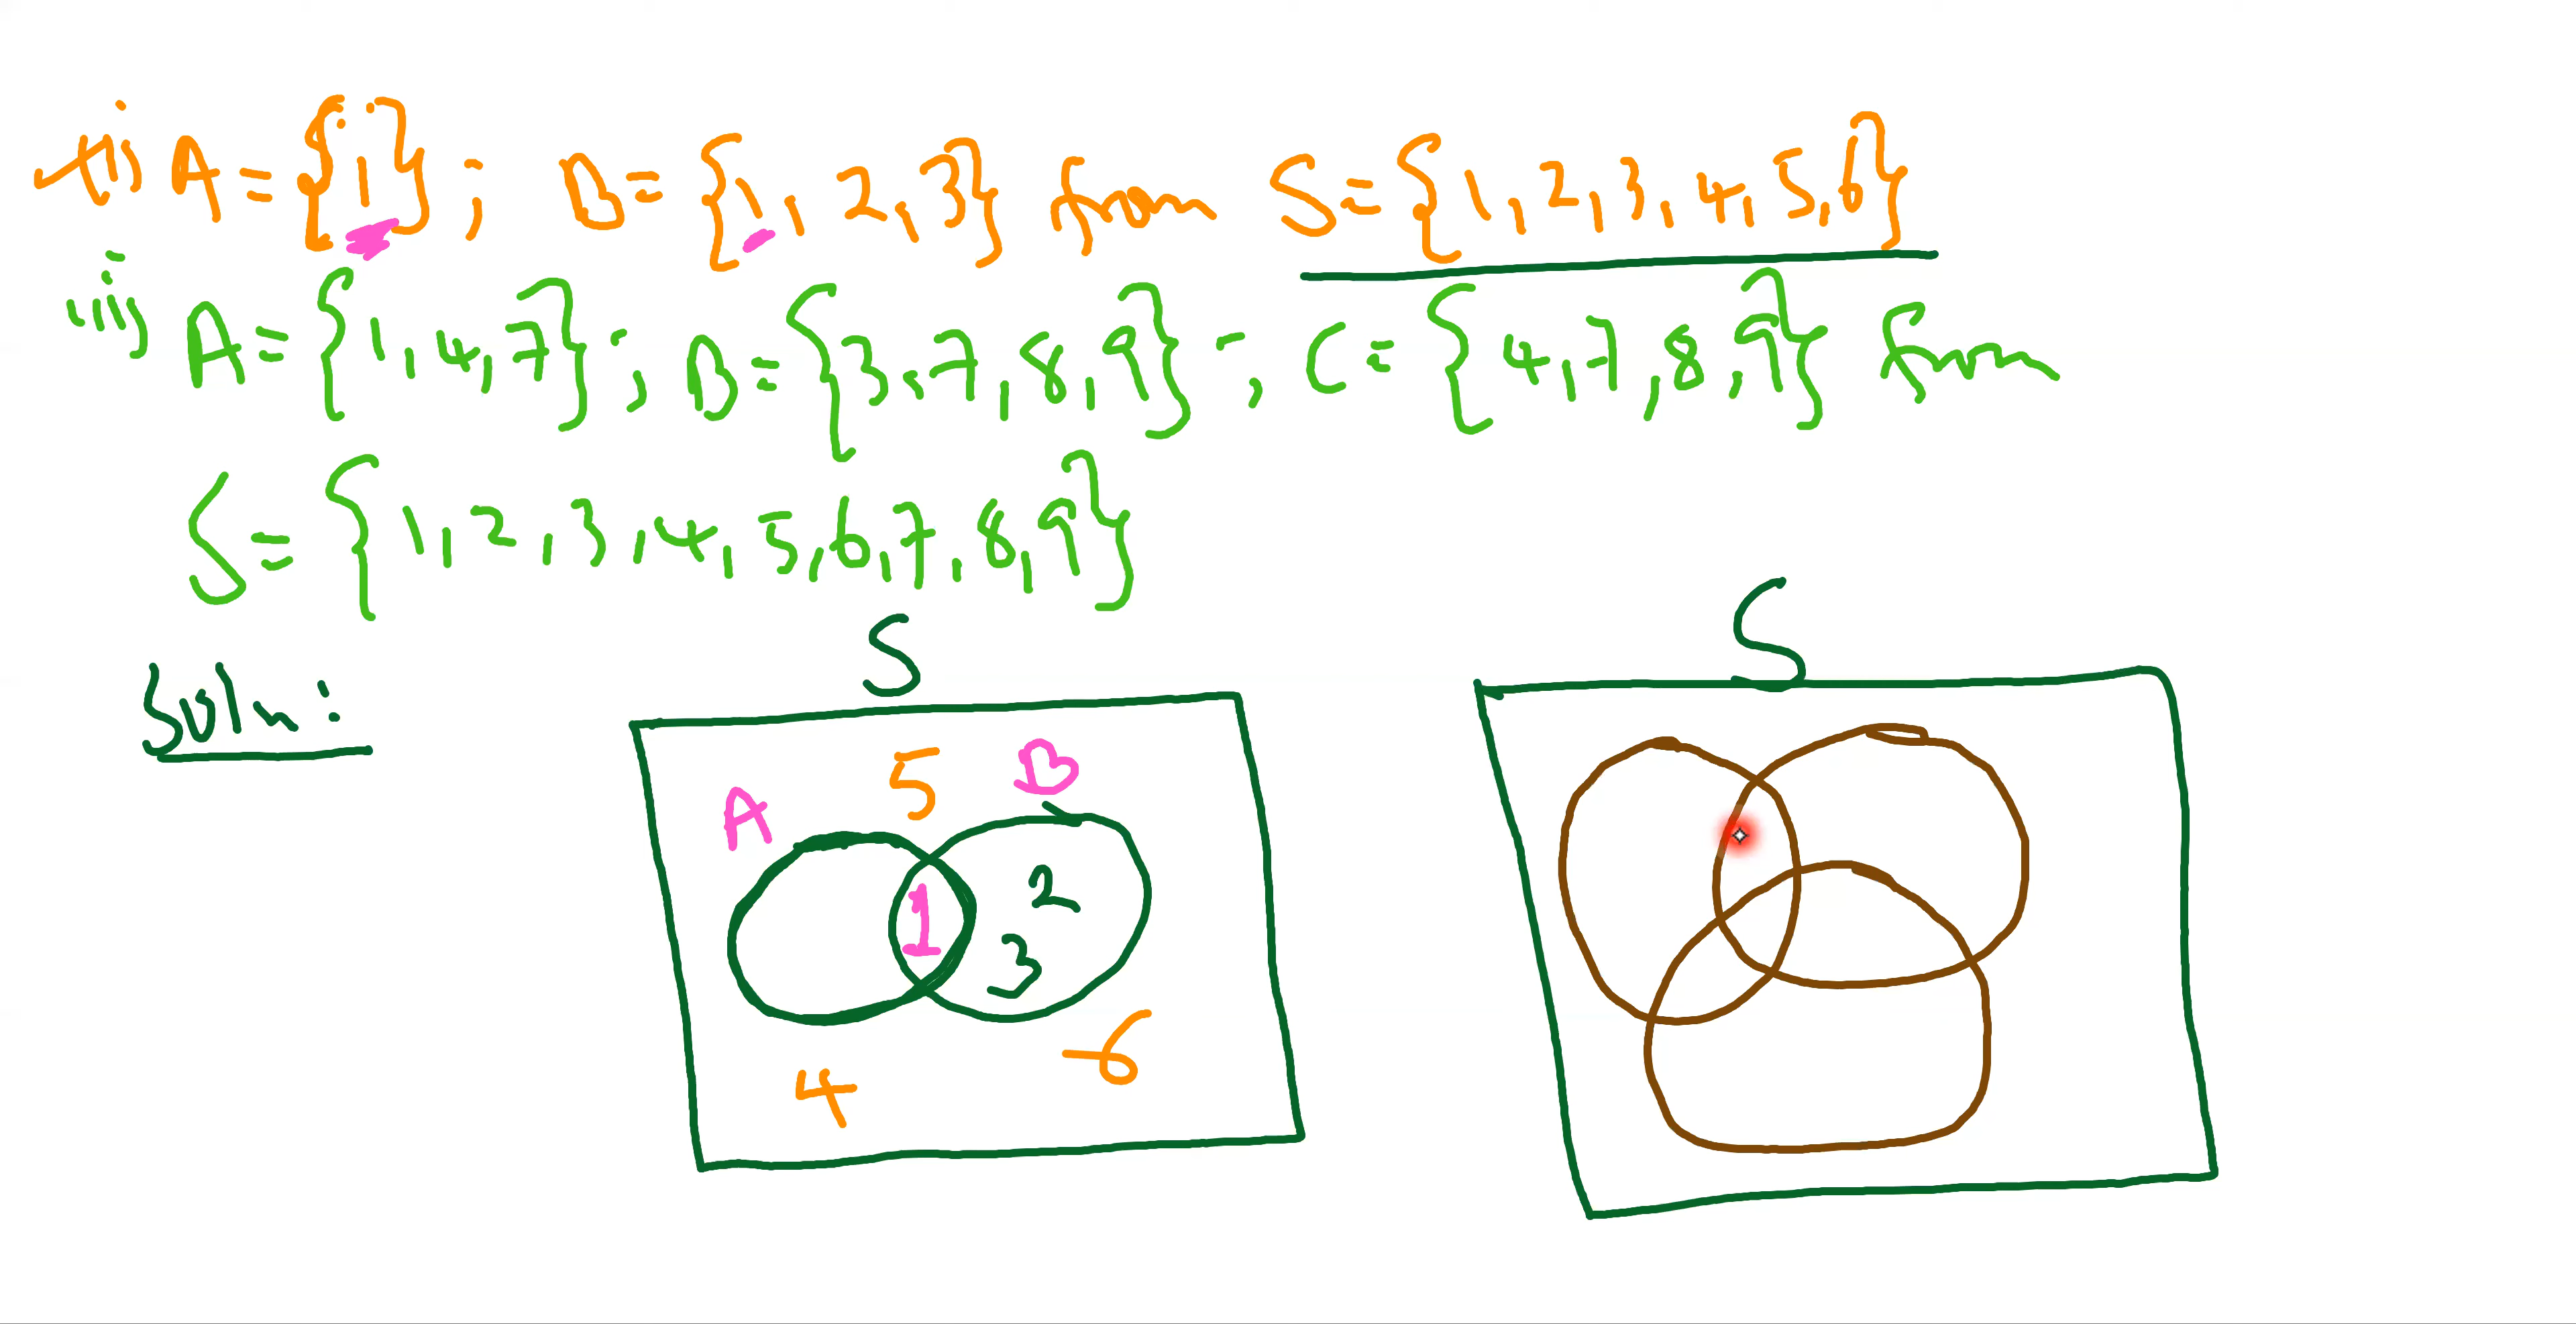 ii) A = {1}; B = {1, 2, 3} from S = {1, 2, 3, 4, 5, 6}
iii) A = {1, 4, 7}; B = {3, 7, 8, 9}; C = {4, 7, 8, 9} from
S = {1, 2, 3, 4, 5, 6, 7, 8, 9}
Soln:
S
A 5 B
1 2
3
4 6
S